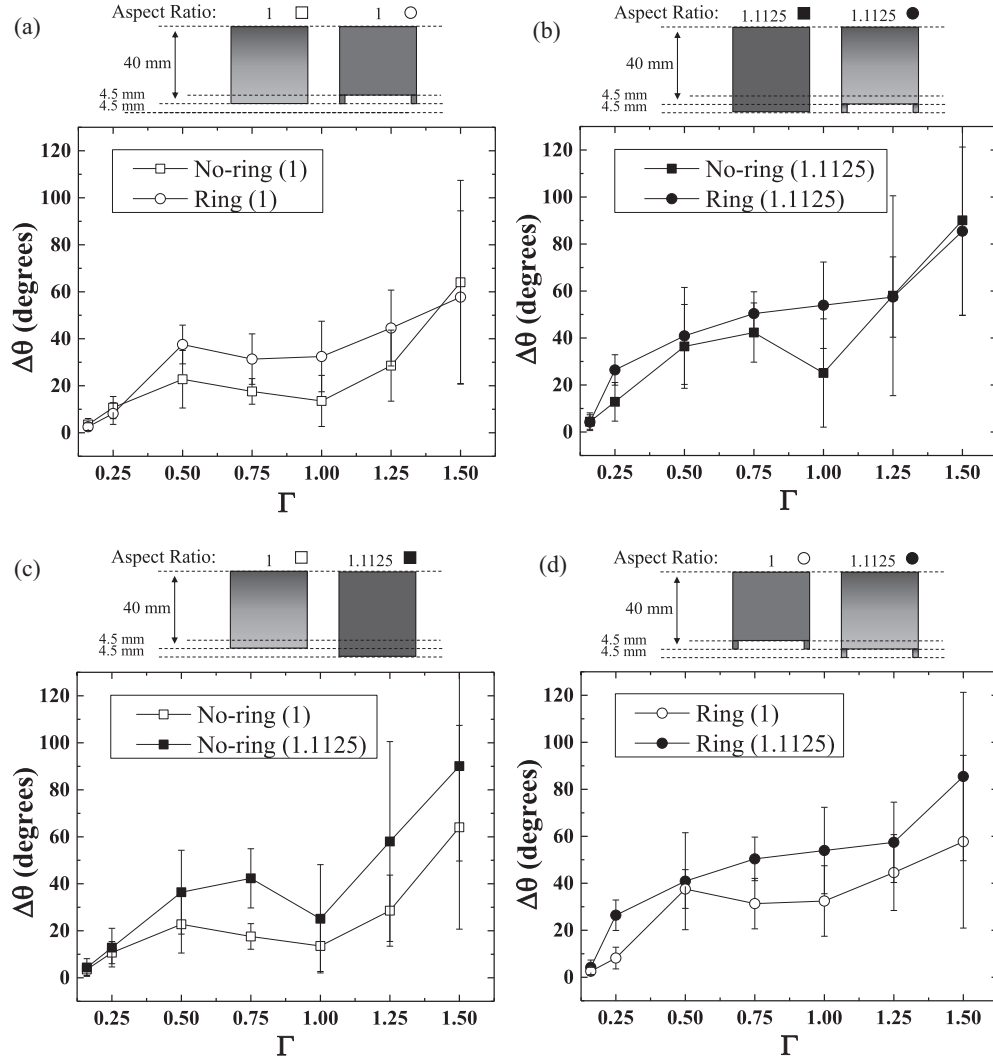 (a)
Aspect Ratio: 1 □ 1 ○
40 mm
4.5 mm
4.5 mm
120
100
80
60
40
20
0
Δθ (degrees)
No-ring (1)
Ring (1)
0.25 0.50 0.75 1.00 1.25 1.50
Γ
(b)
Aspect Ratio: 1.1125 ■ 1.1125 ●
40 mm
4.5 mm
4.5 mm
120
100
80
60
40
20
0
Δθ (degrees)
No-ring (1.1125)
Ring (1.1125)
0.25 0.50 0.75 1.00 1.25 1.50
Γ
(c)
Aspect Ratio: 1 □ 1.1125 ■
40 mm
4.5 mm
4.5 mm
120
100
80
60
40
20
0
Δθ (degrees)
No-ring (1)
No-ring (1.1125)
0.25 0.50 0.75 1.00 1.25 1.50
Γ
(d)
Aspect Ratio: 1 ○ 1.1125 ●
40 mm
4.5 mm
4.5 mm
120
100
80
60
40
20
0
Δθ (degrees)
Ring (1)
Ring (1.1125)
0.25 0.50 0.75 1.00 1.25 1.50
Γ